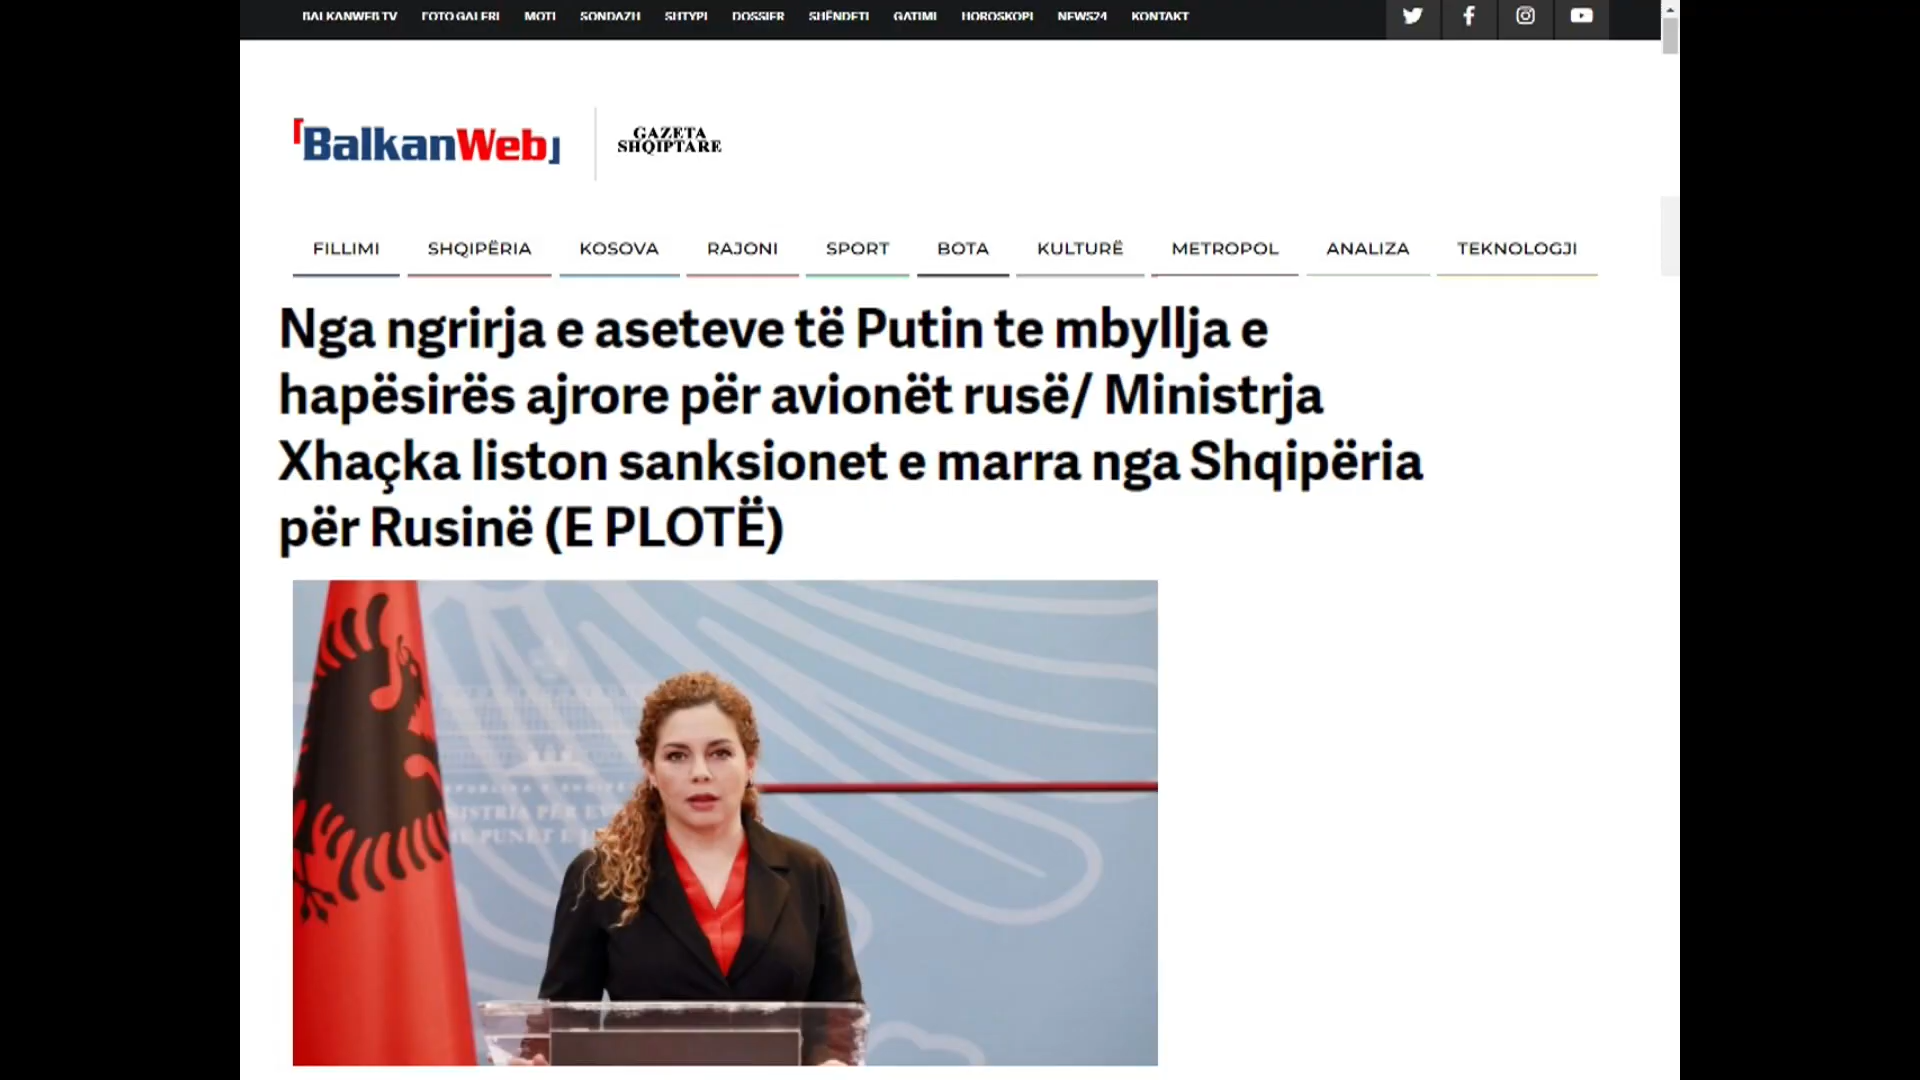 BALKANWEB TV FOTO GALERI MOTI SONDAZH SHTYPI DOSSIER SHËNDETI GATIMI HOROSKOPI NEWS24 KONTAKT
BalkanWeb
GAZETA
SHQIPTARE
FILLIMI SHQIPËRIA KOSOVA RAJONI SPORT BOTA KULTURË METROPOL ANALIZA TEKNOLOGJI
Nga ngrirja e aseteve të Putin te mbyllja e
hapësirës ajrore për avionët rusë/ Ministrja
Xhaçka liston sanksionet e marra nga Shqipëria
për Rusinë (E PLOTË)